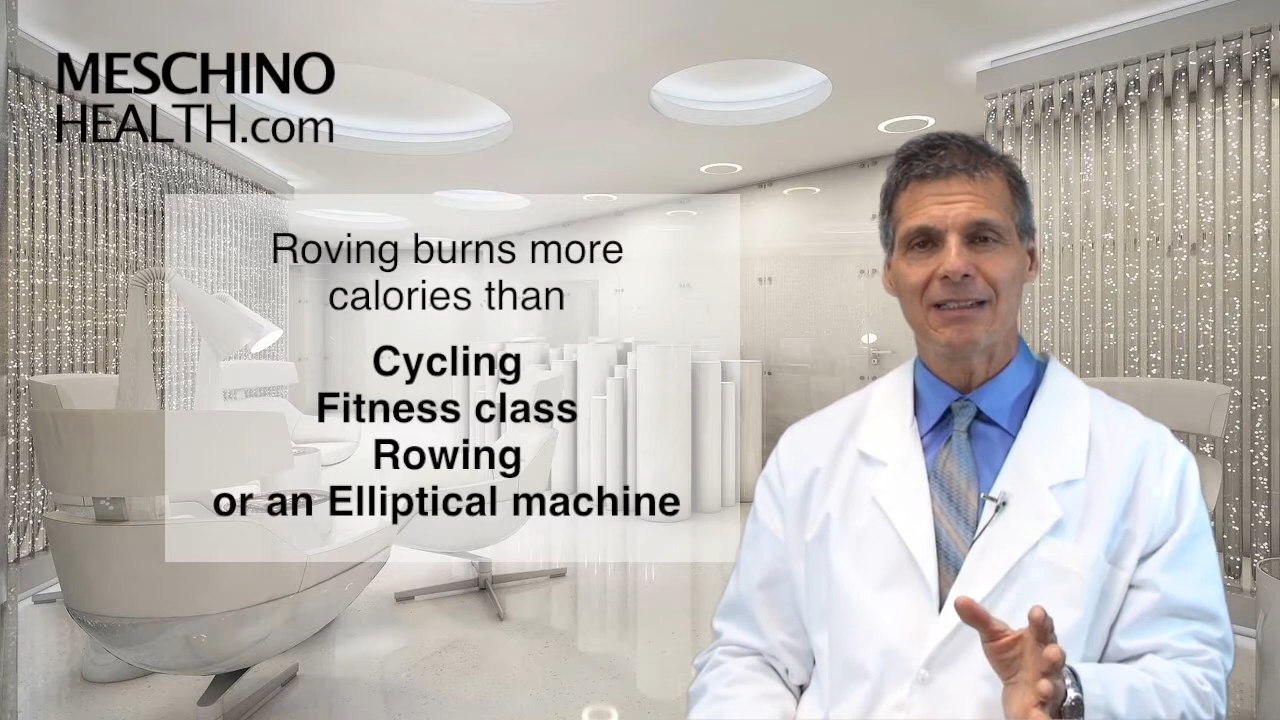 MESCHINO
HEALTH.com
Roving burns more
calories than
Cycling
Fitness class
Rowing
or an Elliptical machine